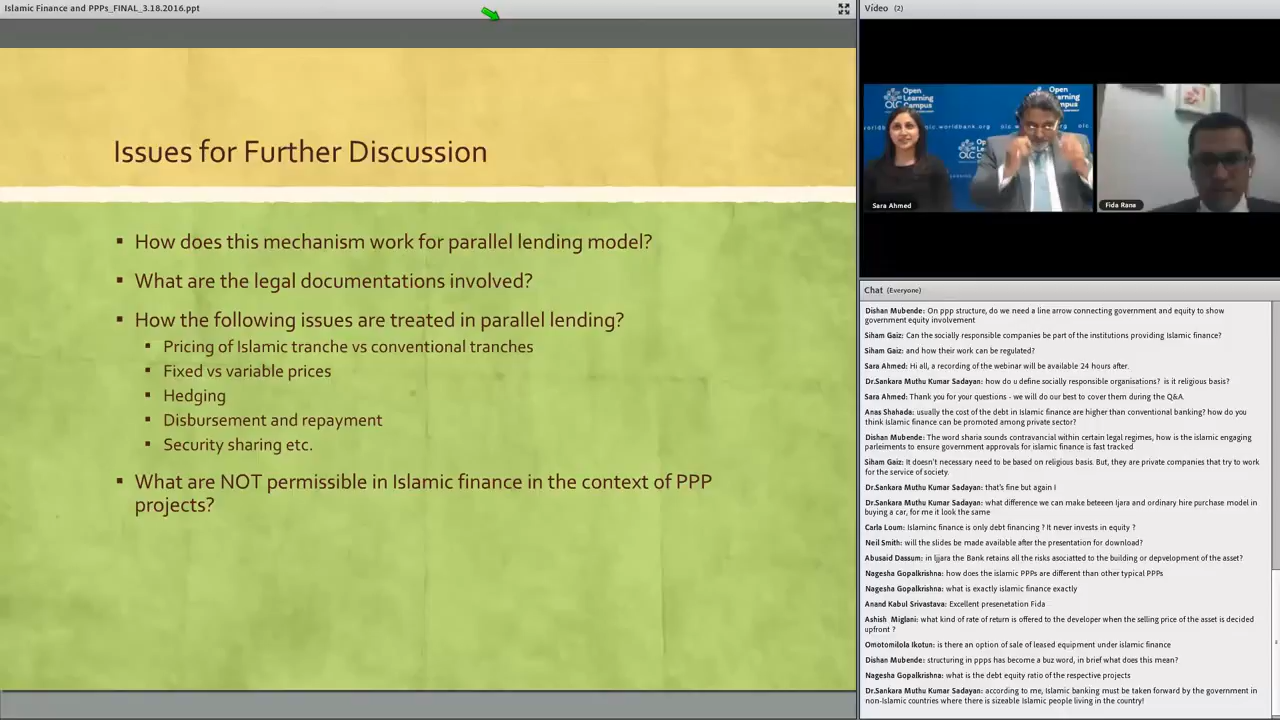 Islamic Finance and PPPs_FINAL_3.18.2016.ppt
Issues for Further Discussion
▪ How does this mechanism work for parallel lending model?
▪ What are the legal documentations involved?
▪ How the following issues are treated in parallel lending?
▪ Pricing of Islamic tranche vs conventional tranches
▪ Fixed vs variable prices
▪ Hedging
▪ Disbursement and repayment
▪ Security sharing etc.
▪ What are NOT permissible in Islamic finance in the context of PPP
projects?
Vídeo (2)
Open
Learning
Campus
Open
Learning
Campus
olc.worldbank.org
OLC
Sara Ahmed
Fida Rana
Chat (Everyone)
Dishan Mubende: On ppp structure, do we need a line arrow connecting government and equity to show
government equity involvement
Siham Gaiz: Can the socially responsible companies be part of the institutions providing Islamic finance?
Siham Gaiz: and how their work can be regulated?
Sara Ahmed: Hi all, a recording of the webinar will be available 24 hours after.
Dr.Sankara Muthu Kumar Sadayan: how do u define socially responsible organisations? is it religious basis?
Sara Ahmed: Thank you for your questions - we will do our best to cover them during the Q&A.
Anas Shahada: usually the cost of the debt in Islamic finance are higher than conventional banking? how do you
think Islamic finance can be promoted among private sector?
Dishan Mubende: The word sharia sounds contravancial within certain legal regimes, how is the islamic engaging
parleiments to ensure government approvals for islamic finance is fast tracked
Siham Gaiz: It doesn't necessary need to be based on religious basis. But, they are private companies that try to work
for the service of society.
Dr.Sankara Muthu Kumar Sadayan: that's fine but again I
Dr.Sankara Muthu Kumar Sadayan: what difference we can make beteen Ijara and ordinary hire purchase model in
buying a car, for me it look the same
Carla Loum: Islaminc finance is only debt financing ? It never invests in equity ?
Neil Smith: will the slides be made available after the presentation for download?
Abusaid Dassum: in Ijjara the Bank retains all the risks asociatted to the building or depvelopment of the asset?
Nagesha Gopalkrishna: how does the islamic PPPs are different than other typical PPPs
Nagesha Gopalkrishna: what is exactly islamic finance exactly
Anand Kabul Srivastava: Excellent presenetation Fida
Ashish Miglani: what kind of rate of return is offered to the developer when the selling price of the asset is decided
upfront ?
Omotomilola Ikotun: is there an option of sale of leased equipment under islamic finance
Dishan Mubende: structuring in ppps has become a buz word, in brief what does this mean?
Nagesha Gopalkrishna: what is the debt equity ratio of the respective projects
Dr.Sankara Muthu Kumar Sadayan: according to me, Islamic banking must be taken forward by the government in
non-Islamic countries where there is sizeable Islamic people living in the country!